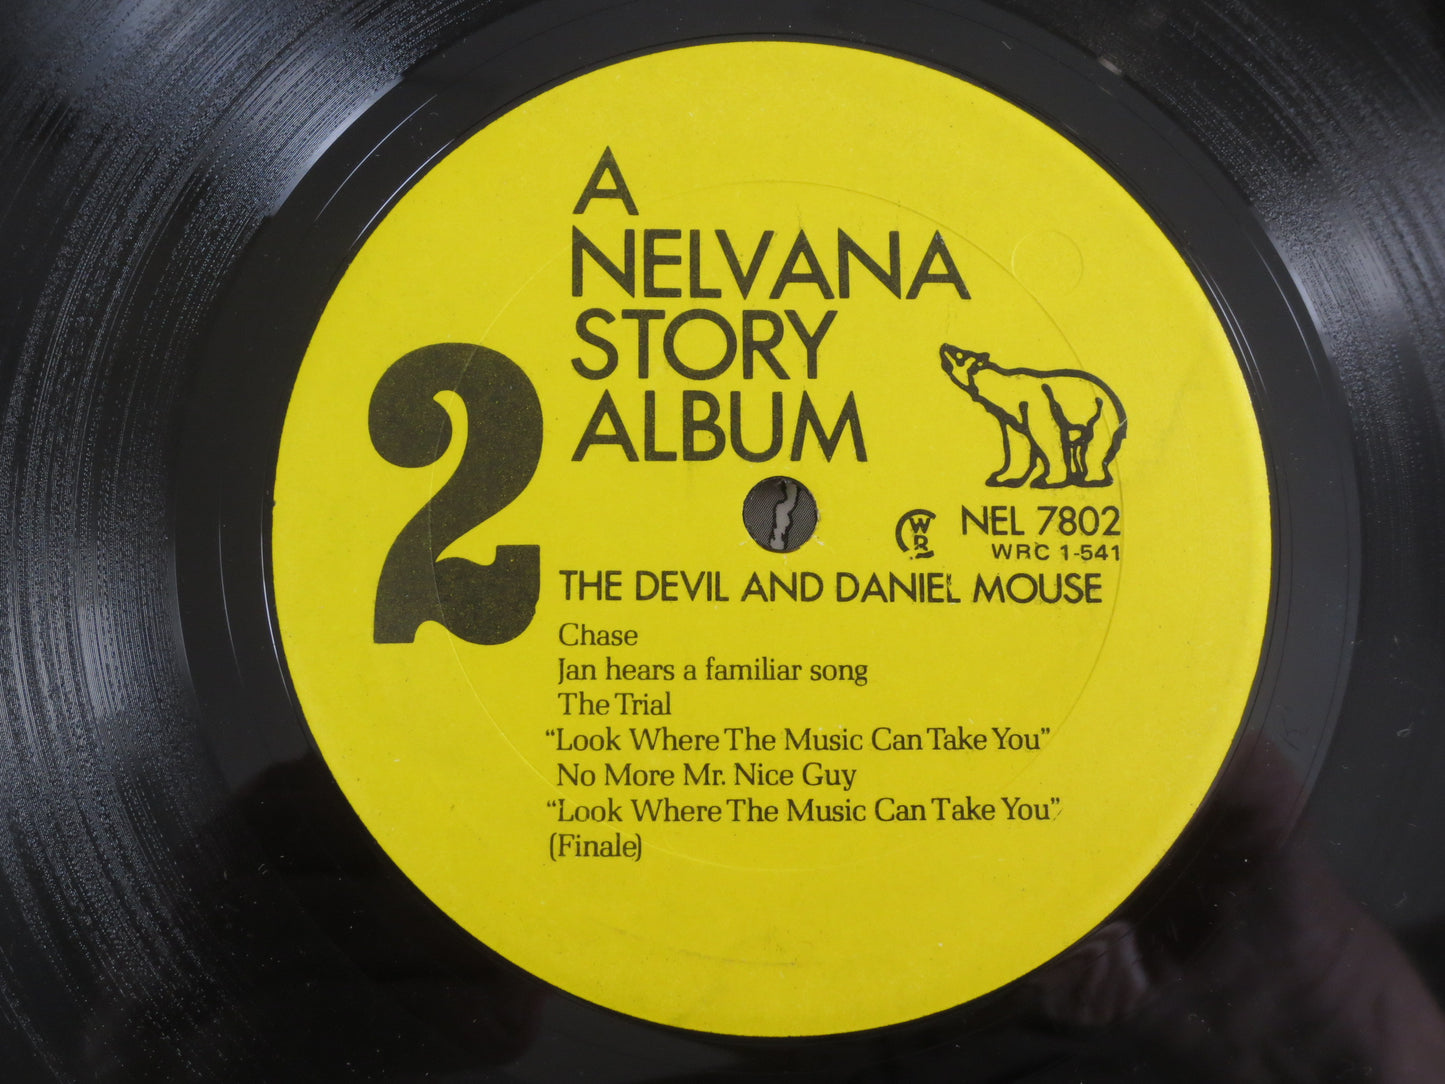 A
NELVANA
STORY
ALBUM
2
WR
NEL 7802
WRC 1-541
THE DEVIL AND DANIEL MOUSE
Chase
Jan hears a familiar song
The Trial
“Look Where The Music Can Take You”
No More Mr. Nice Guy
“Look Where The Music Can Take You”
(Finale)